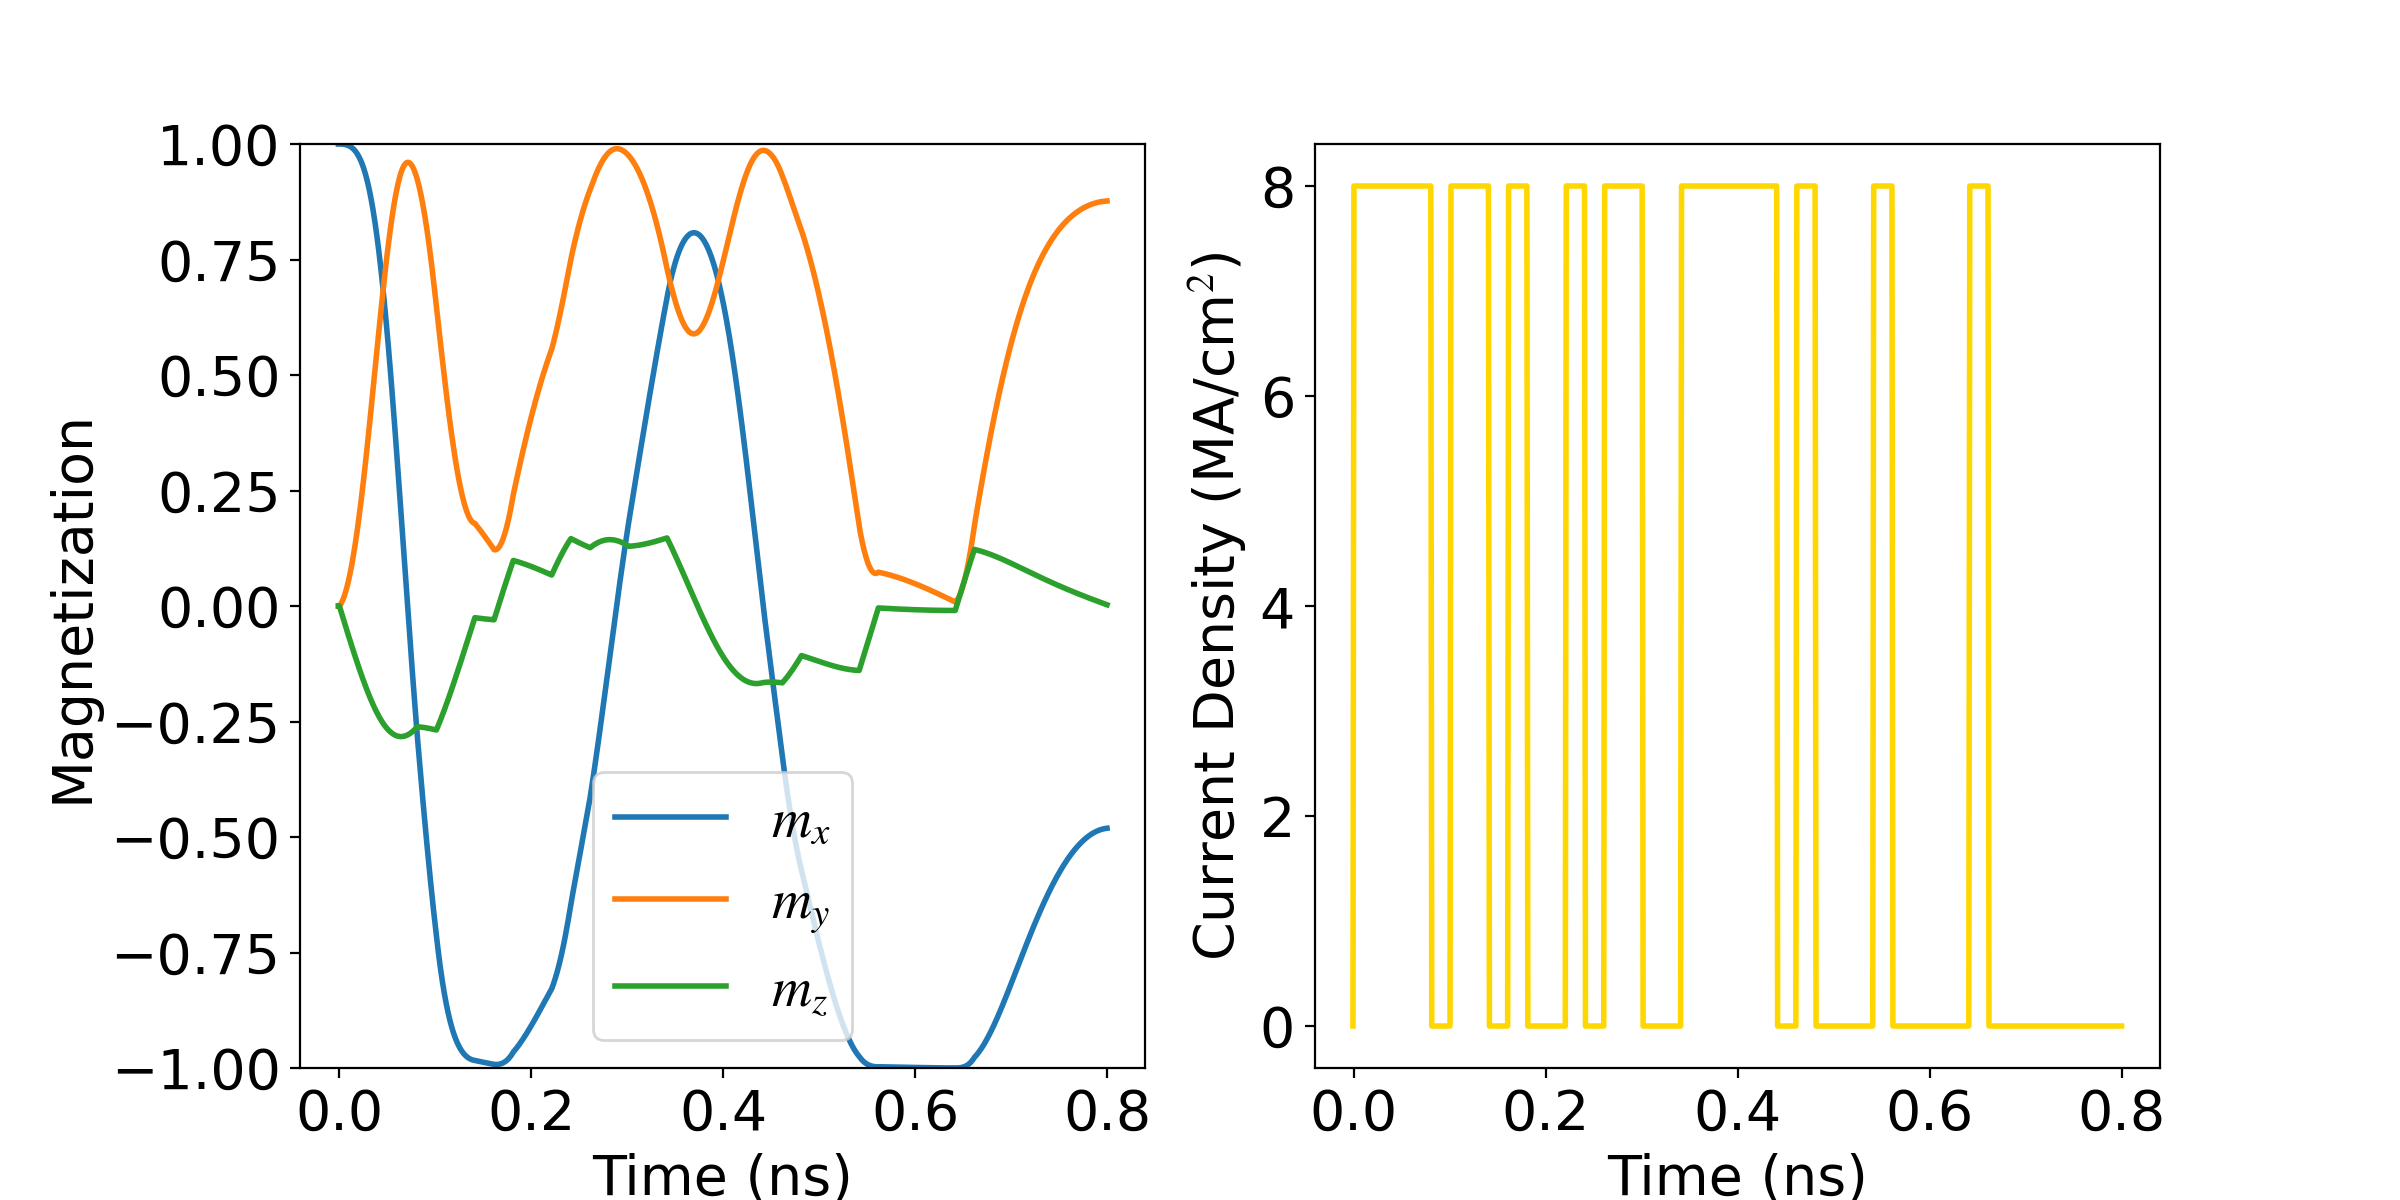 1.00
0.75
0.50
0.25
0.00
−0.25
−0.50
−0.75
−1.00
Magnetization
0.0 0.2 0.4 0.6 0.8
Time (ns)
m_x
m_y
m_z
8
6
4
2
0
Current Density (MA/cm²)
0.0 0.2 0.4 0.6 0.8
Time (ns)